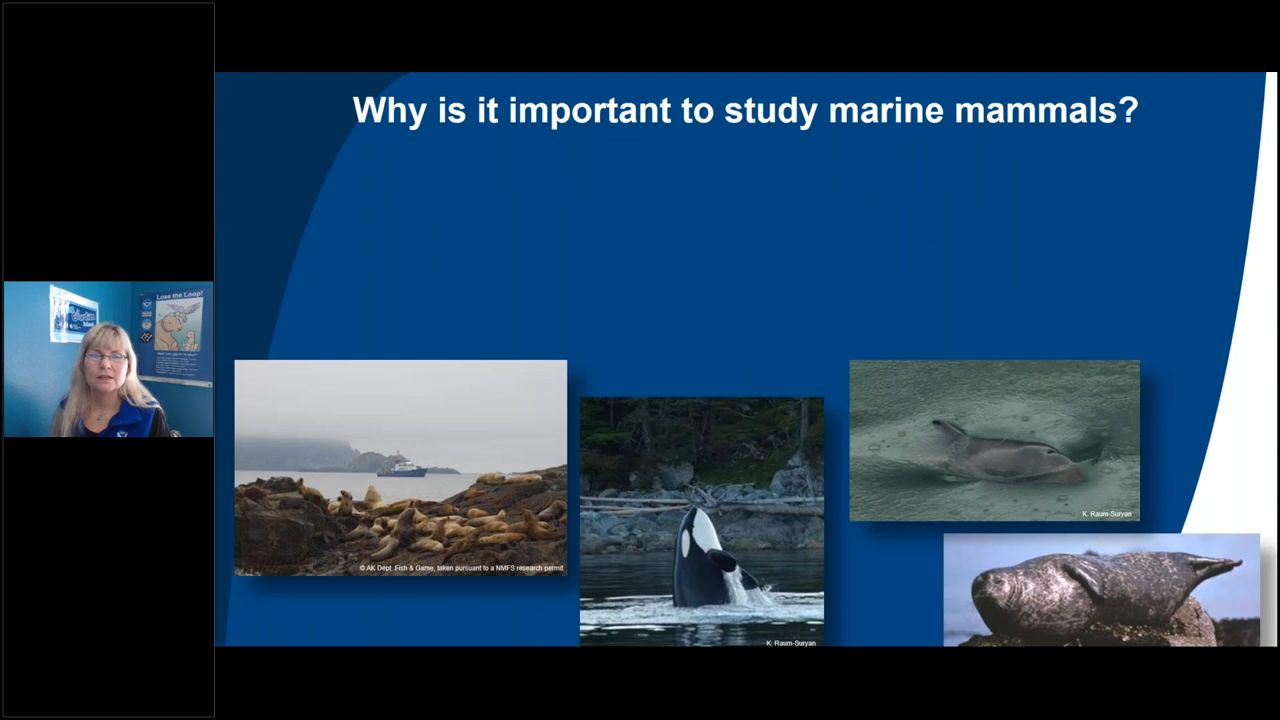 Why is it important to study marine mammals?
Lose the Loop!
© AK Dept. Fish & Game, taken pursuant to a NMFS research permit
K. Raum-Suryan
K. Raum-Suryan